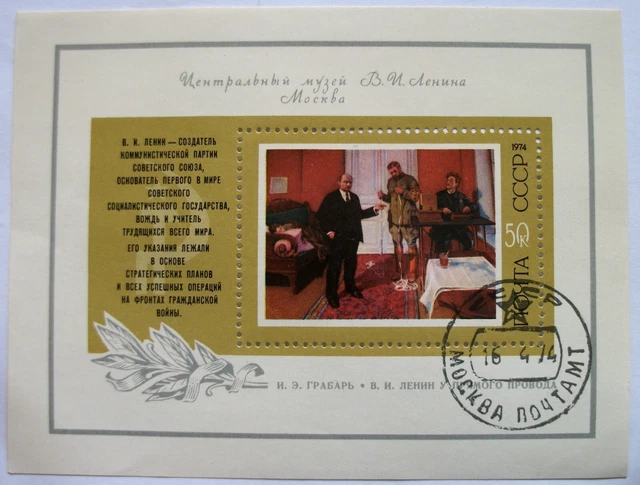 Центральный музей В.И. Ленина
Москва
В. И. ЛЕНИН — СОЗДАТЕЛЬ
КОММУНИСТИЧЕСКОЙ ПАРТИИ
СОВЕТСКОГО СОЮЗА,
ОСНОВАТЕЛЬ ПЕРВОГО В МИРЕ
СОВЕТСКОГО
СОЦИАЛИСТИЧЕСКОГО ГОСУДАРСТВА,
ВОЖДЬ И УЧИТЕЛЬ
ТРУДЯЩИХСЯ ВСЕГО МИРА.
ЕГО УКАЗАНИЯ ЛЕЖАЛИ
В ОСНОВЕ
СТРАТЕГИЧЕСКИХ ПЛАНОВ
И ВСЕХ УСПЕШНЫХ ОПЕРАЦИЙ
НА ФРОНТАХ ГРАЖДАНСКОЙ
ВОЙНЫ.
1974
СССР
50 к
ПОЧТА
И. Э. ГРАБАРЬ • В. И. ЛЕНИН У ПРЯМОГО ПРОВОДА
16 4 74
МОСКВА ПОЧТАМТ